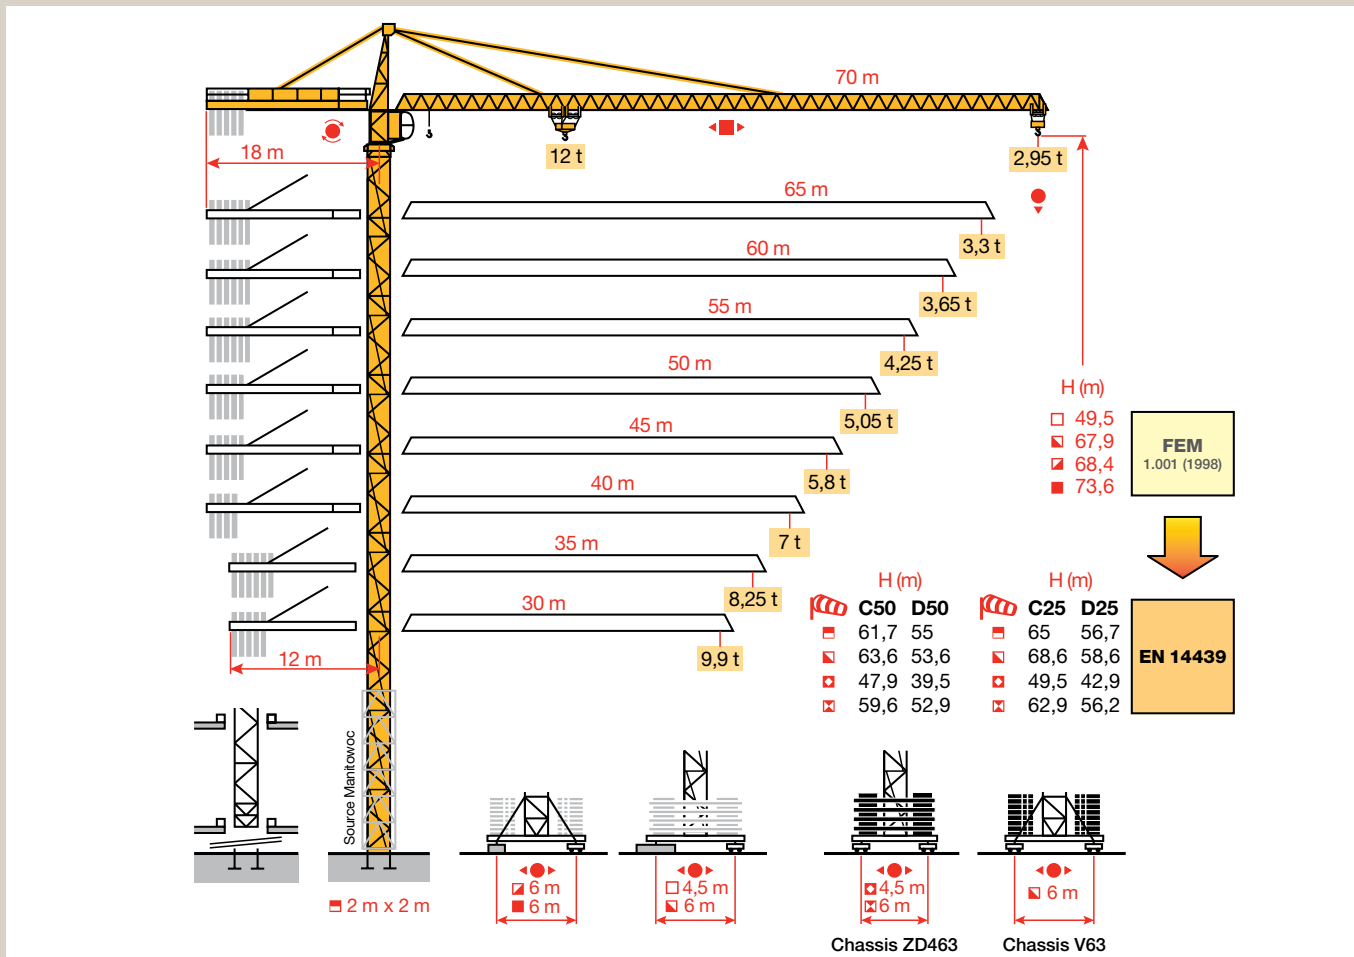 70 m
18 m
12 t
2,95 t
65 m
3,3 t
60 m
3,65 t
55 m
4,25 t
50 m
5,05 t
45 m
5,8 t
40 m
7 t
35 m
8,25 t
30 m
9,9 t
12 m
H (m)
49,5
67,9
68,4
73,6
FEM
1.001 (1998)
H (m)
C50 D50
61,7 55
63,6 53,6
47,9 39,5
59,6 52,9
H (m)
C25 D25
65 56,7
68,6 58,6
49,5 42,9
62,9 56,2
EN 14439
Source Manitowoc
2 m x 2 m
6 m
6 m
4,5 m
6 m
4,5 m
6 m
Chassis ZD463
6 m
Chassis V63